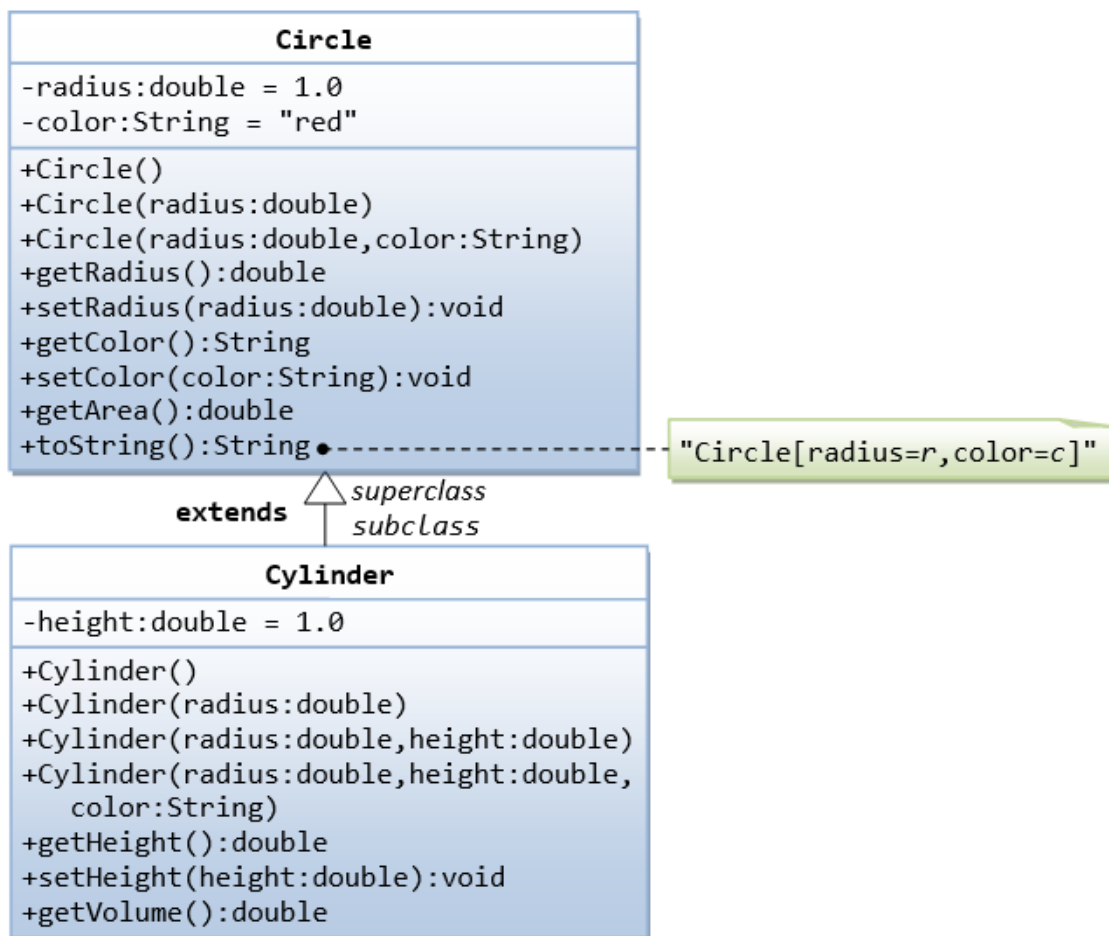 Circle
-radius:double = 1.0
-color:String = "red"
+Circle()
+Circle(radius:double)
+Circle(radius:double,color:String)
+getRadius():double
+setRadius(radius:double):void
+getColor():String
+setColor(color:String):void
+getArea():double
+toString():String
"Circle[radius=r,color=c]"
superclass
extends
subclass
Cylinder
-height:double = 1.0
+Cylinder()
+Cylinder(radius:double)
+Cylinder(radius:double,height:double)
+Cylinder(radius:double,height:double,
color:String)
+getHeight():double
+setHeight(height:double):void
+getVolume():double